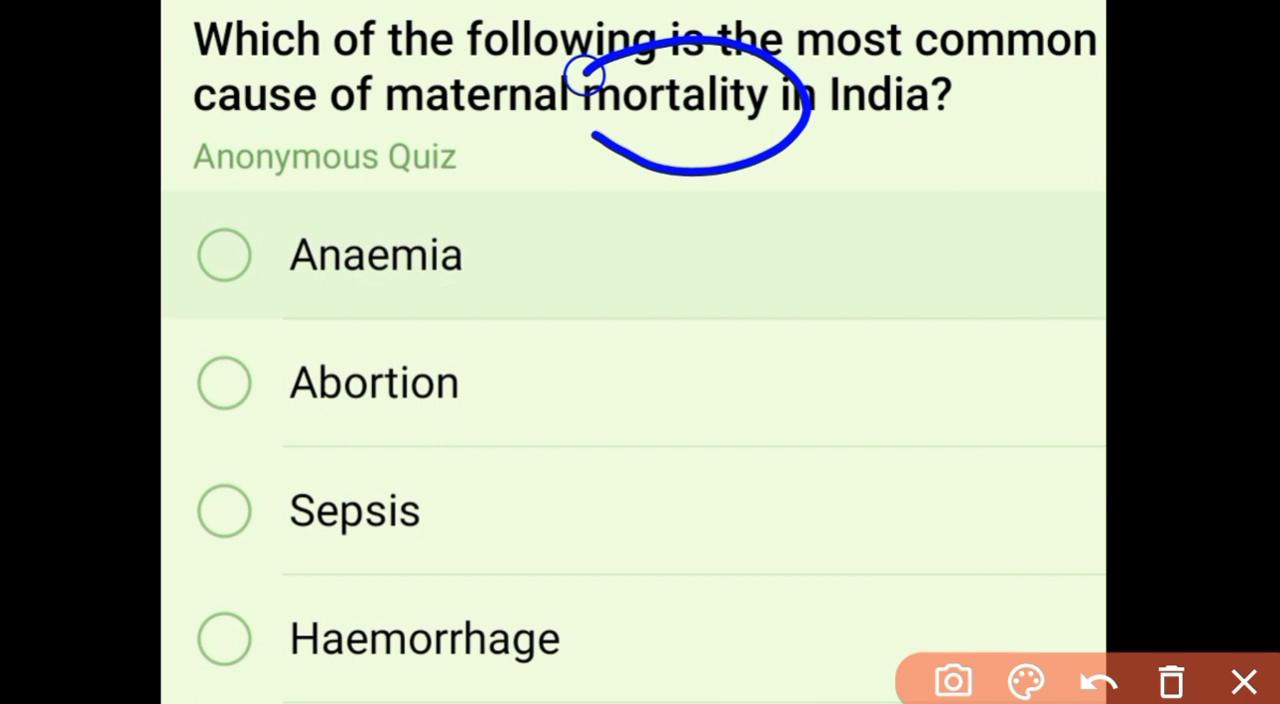 Which of the following is the most common
cause of maternal mortality in India?
Anonymous Quiz
Anaemia
Abortion
Sepsis
Haemorrhage